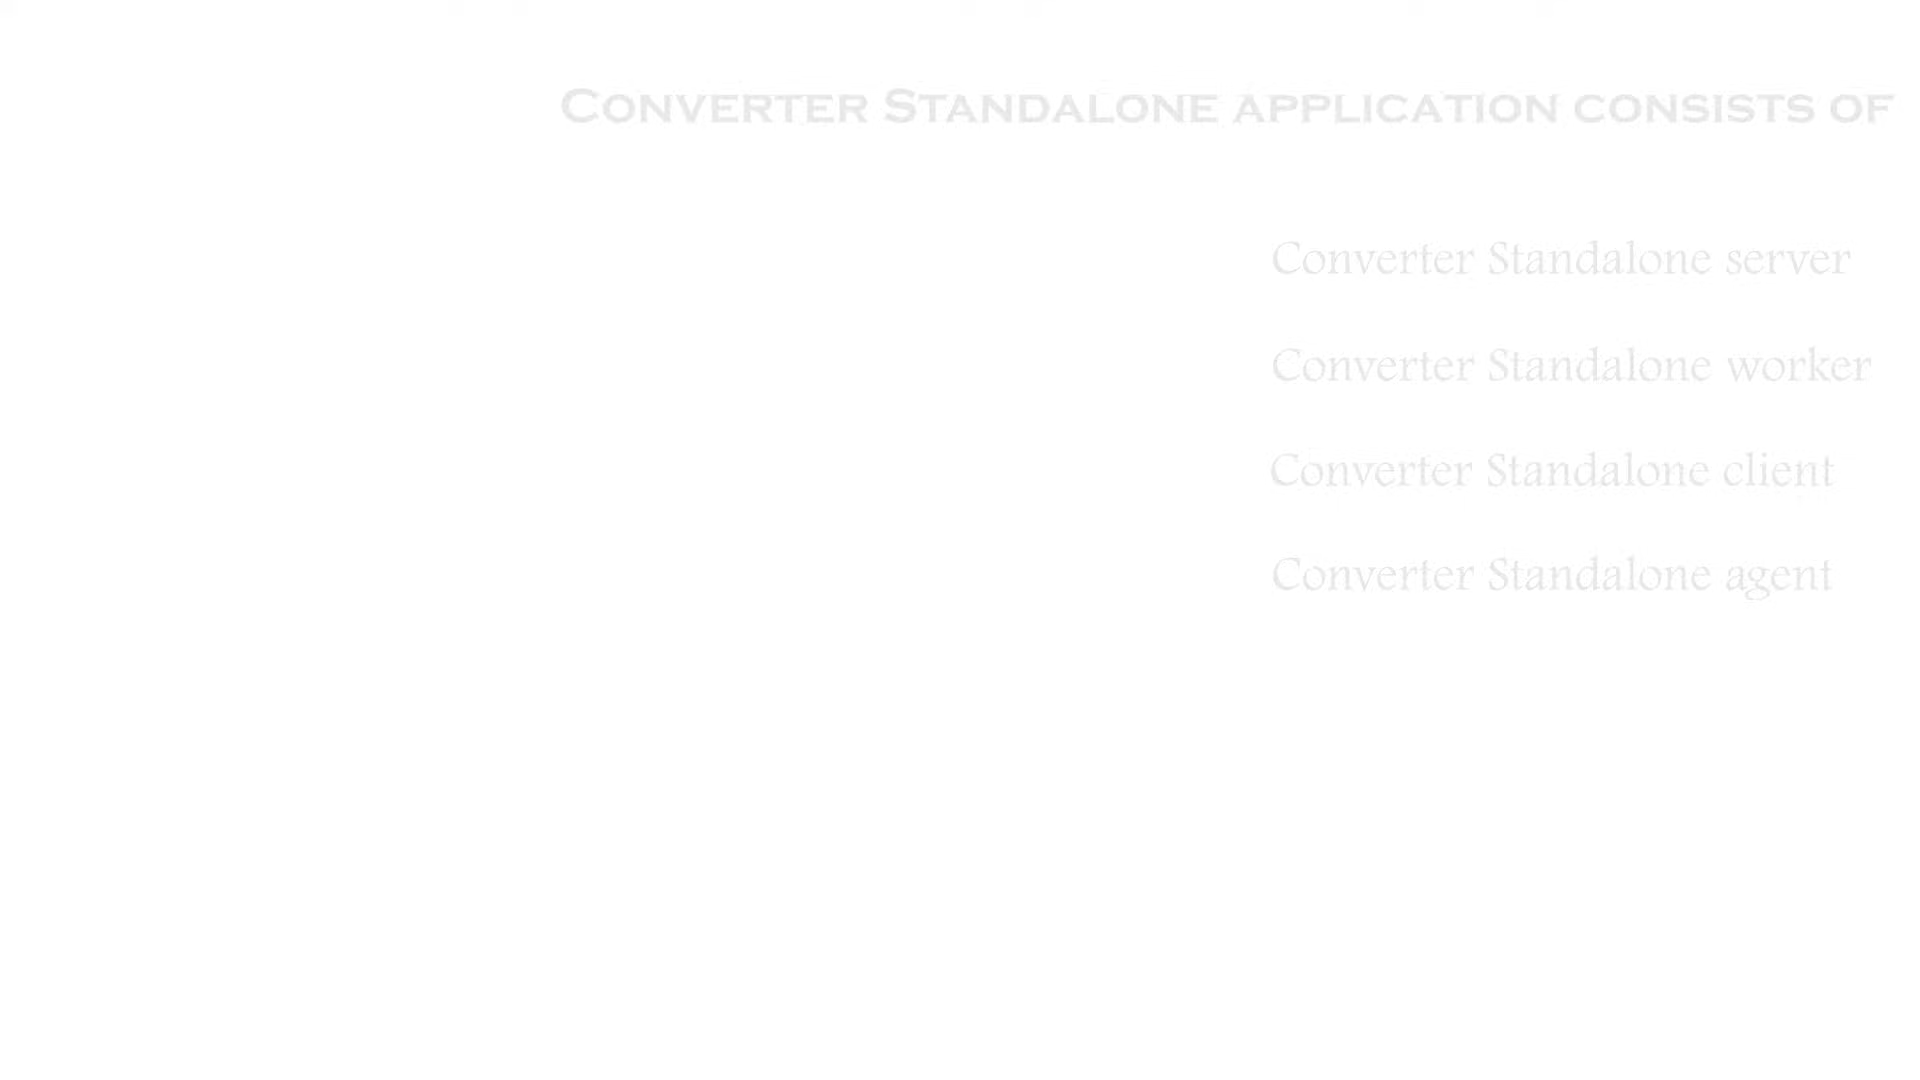 Converter Standalone application consists of
Converter Standalone server
Converter Standalone worker
Converter Standalone client
Converter Standalone agent